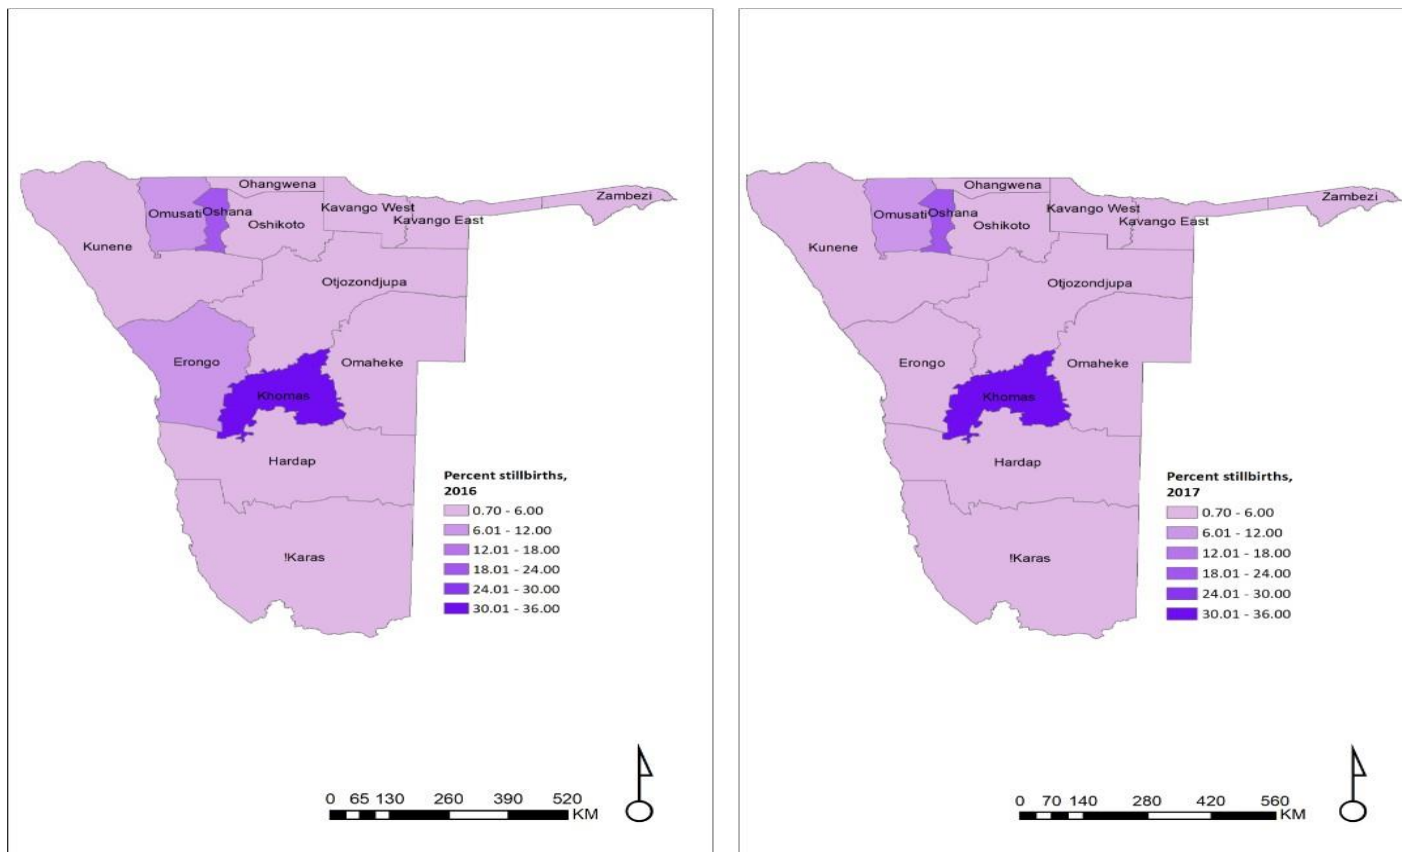 Ohangwena
Zambezi
Omusati
Oshana
Kavango West
Kavango East
Oshikoto
Kunene
Otjozondjupa
Erongo
Omaheke
Khomas
Hardap
!Karas
Percent stillbirths,
2016
0.70 - 6.00
6.01 - 12.00
12.01 - 18.00
18.01 - 24.00
24.01 - 30.00
30.01 - 36.00
0 65 130 260 390 520
KM
Ohangwena
Zambezi
Omusati
Oshana
Kavango West
Kavango East
Oshikoto
Kunene
Otjozondjupa
Erongo
Omaheke
Khomas
Hardap
!Karas
Percent stillbirths,
2017
0.70 - 6.00
6.01 - 12.00
12.01 - 18.00
18.01 - 24.00
24.01 - 30.00
30.01 - 36.00
0 70 140 280 420 560
KM